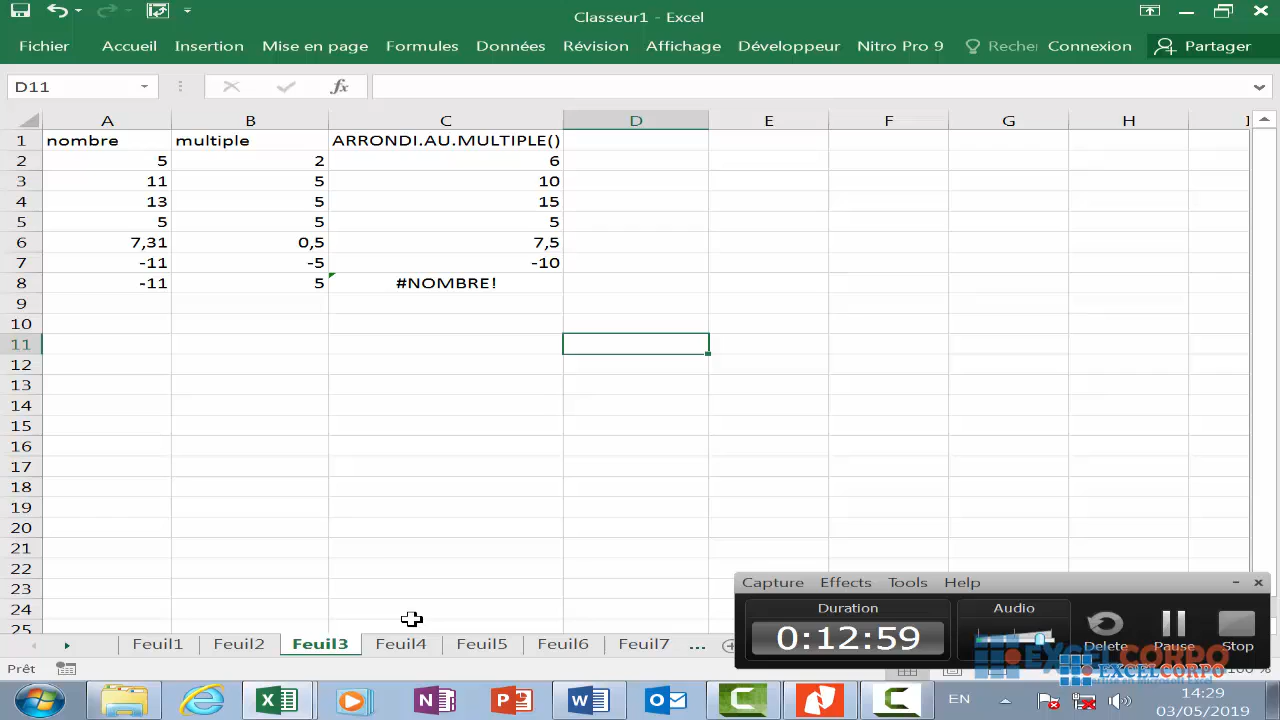 Classeur1 - Excel
Fichier Accueil Insertion Mise en page Formules Données Révision Affichage Développeur Nitro Pro 9 Recher Connexion Partager
D11 fx
A B C D E F G H I
1 nombre multiple ARRONDI.AU.MULTIPLE()
2 5 2 6
3 11 5 10
4 13 5 15
5 5 5 5
6 7,31 0,5 7,5
7 -11 -5 -10
8 -11 5 #NOMBRE!
9
10
11
12
13
14
15
16
17
18
19
20
21
22
23
24
25
Capture Effects Tools Help
Duration Audio
0:12:59
Delete Pause Stop
Feuil1 Feuil2 Feuil3 Feuil4 Feuil5 Feuil6 Feuil7 ...
EXCELCORPO
EXCELCORPO
Prêt
EN 14:29
03/05/2019